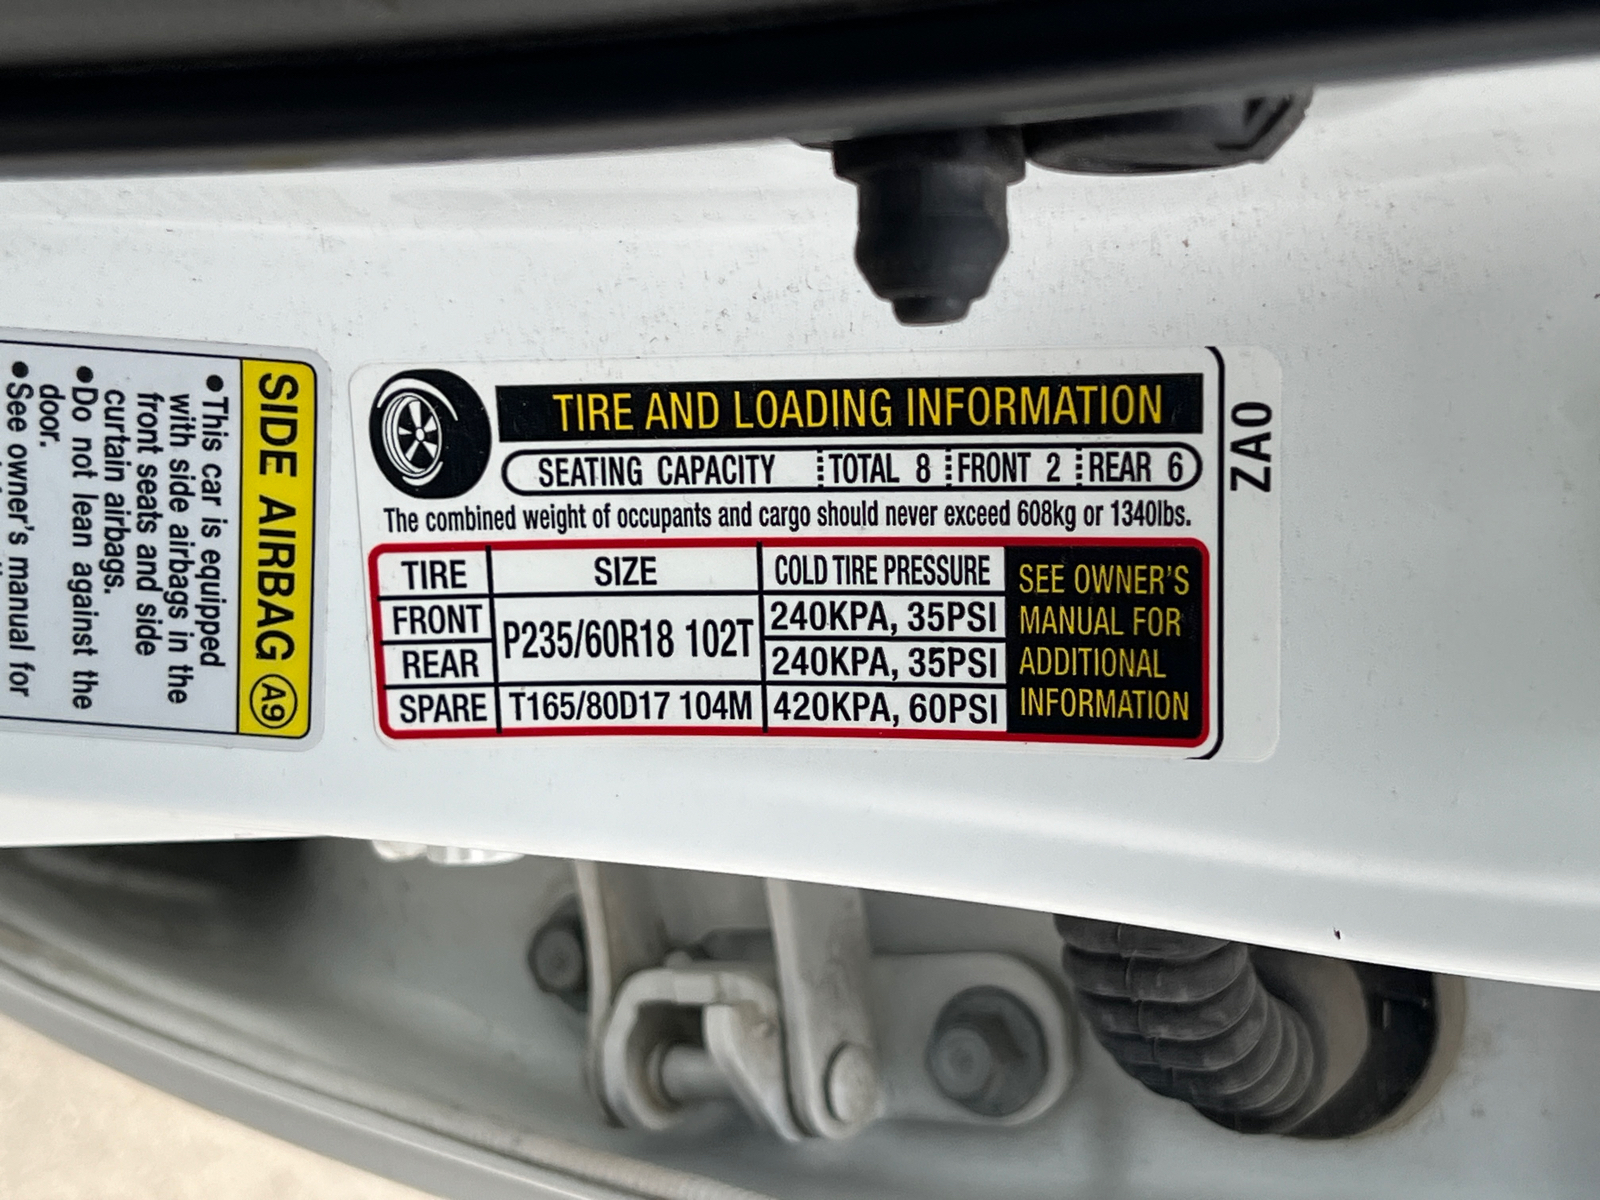 TIRE AND LOADING INFORMATION
SEATING CAPACITY TOTAL 8 FRONT 2 REAR 6
The combined weight of occupants and cargo should never exceed 608kg or 1340lbs.
TIRE SIZE COLD TIRE PRESSURE
FRONT P235/60R18 102T 240KPA, 35PSI
REAR 240KPA, 35PSI
SPARE T165/80D17 104M 420KPA, 60PSI
SEE OWNER'S
MANUAL FOR
ADDITIONAL
INFORMATION
ZA0
SIDE AIRBAG A9
●This car is equipped
with side airbags in the
front seats and side
curtain airbags.
●Do not lean against the
door.
●See owner's manual for